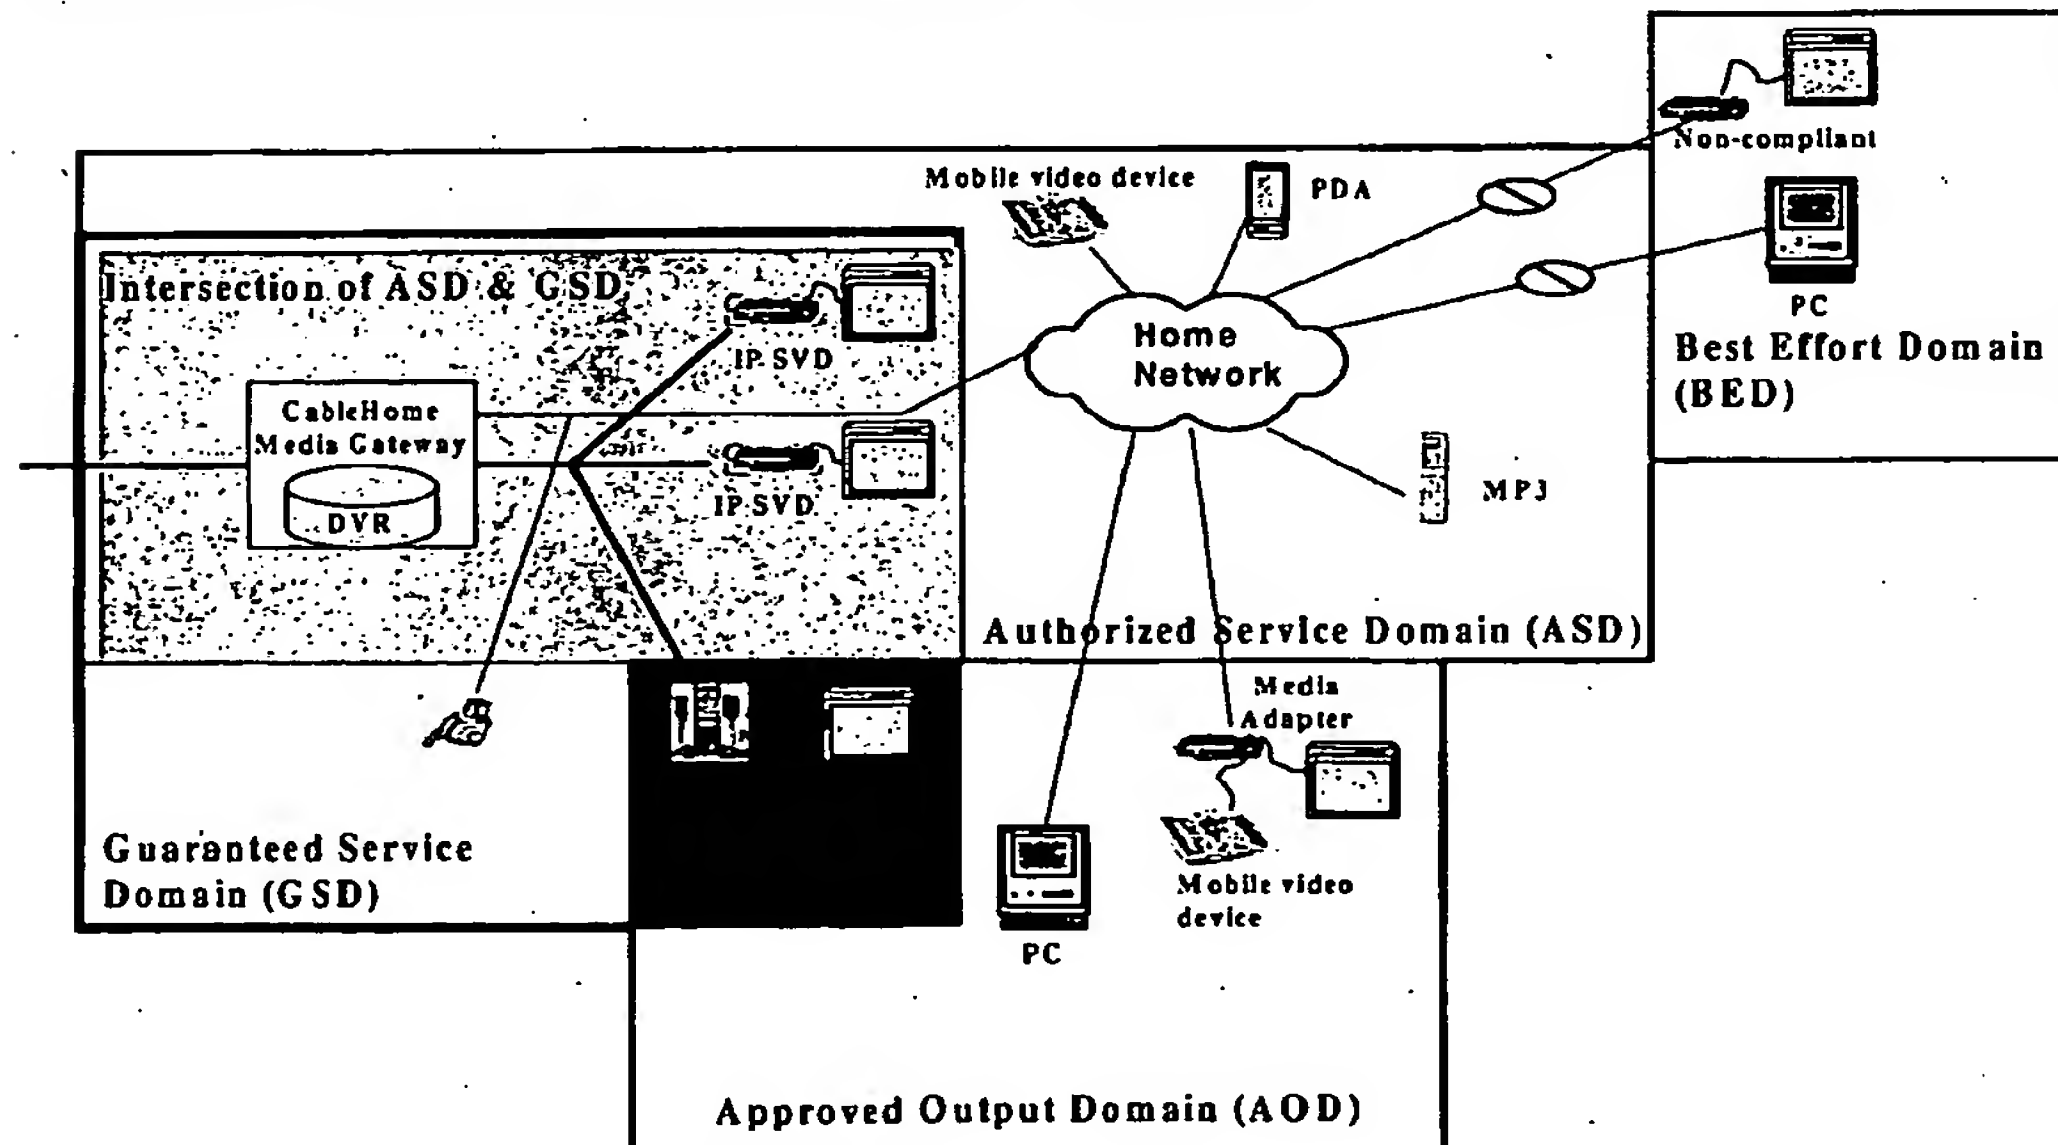 Non-compliant
Mobile video device
PDA
Intersection of ASD & GSD
PC
Home
Network
IP SVD
Best Effort Domain
(BED)
CableHome
Media Gateway
DVR
IP SVD
MP3
Authorized Service Domain (ASD)
Media
Adapter
Guaranteed Service
Domain (GSD)
Mobile video
device
PC
Approved Output Domain (AOD)